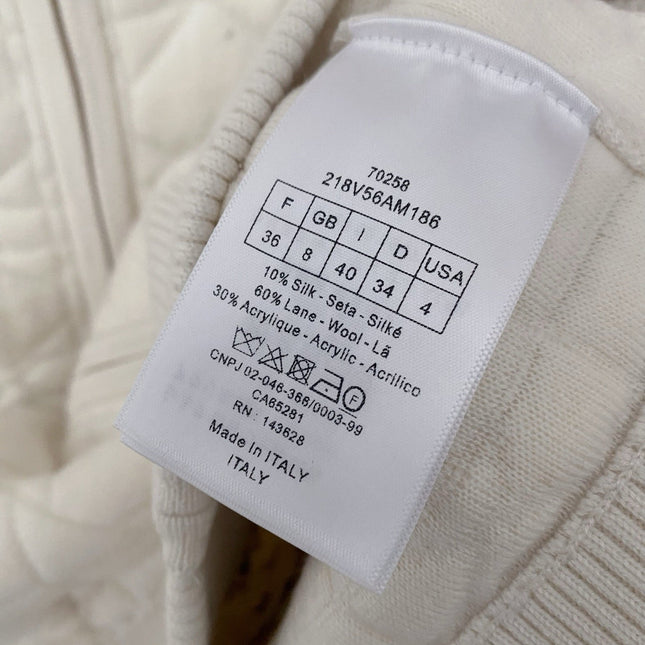 70258
218V56AM186
F GB I D USA
36 8 40 34 4
10% Silk - Seta - Silké
60% Lane - Wool - Lã
30% Acrylique - Acrylic - Acrilico
F
CNPJ 02-046-366/0003-99
CA65281
RN : 143628
Made In ITALY
ITALY